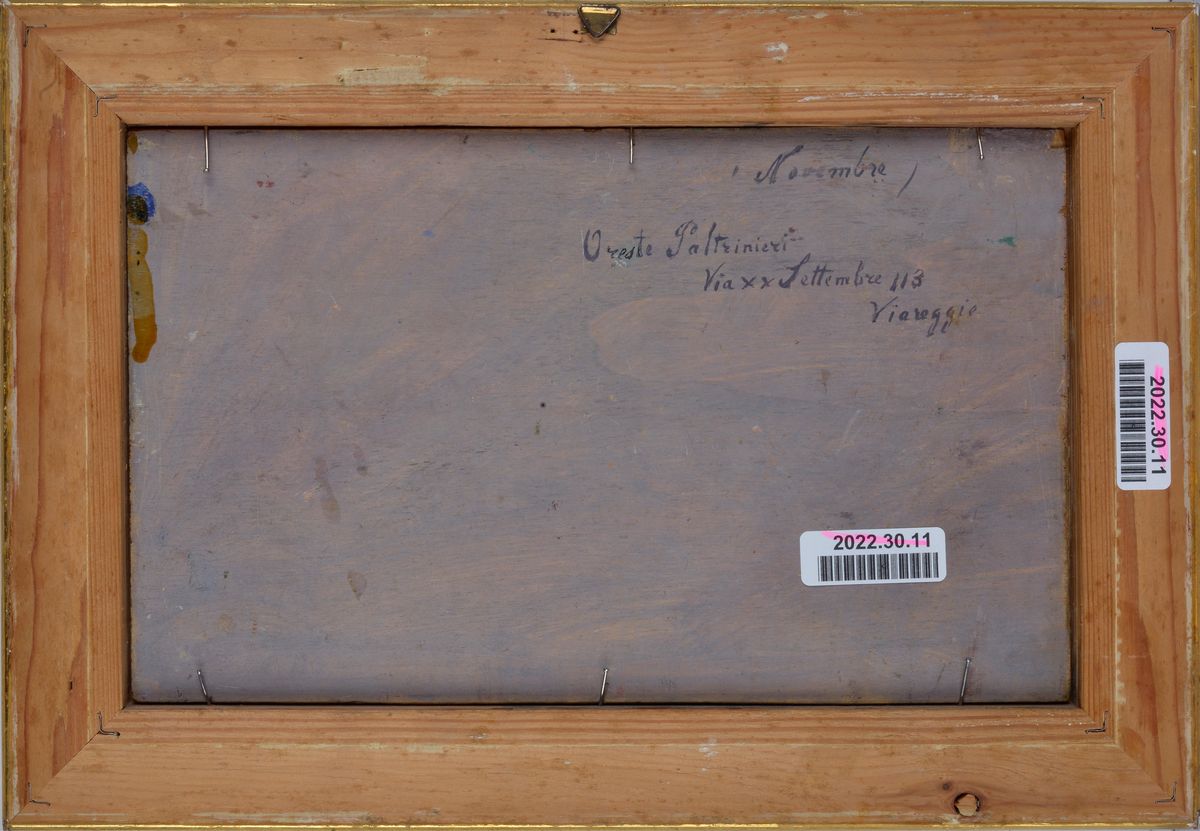 ( Novembre )
Oreste Paltrinieri
Via xx Settembre 113
Viareggio
2022.30.11
2022.30.11